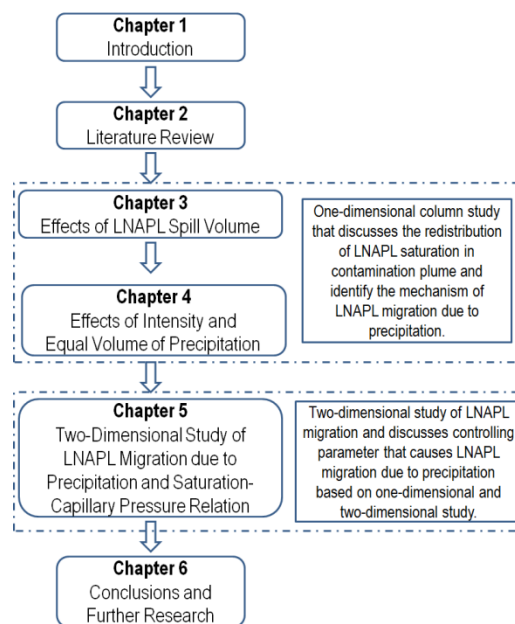 Chapter 1
Introduction
Chapter 2
Literature Review
Chapter 3
Effects of LNAPL Spill Volume
One-dimensional column study
that discusses the redistribution
of LNAPL saturation in
contamination plume and
identify the mechanism of
LNAPL migration due to
precipitation.
Chapter 4
Effects of Intensity and
Equal Volume of Precipitation
Chapter 5
Two-Dimensional Study of
LNAPL Migration due to
Precipitation and Saturation-
Capillary Pressure Relation
Two-dimensional study of LNAPL
migration and discusses controlling
parameter that causes LNAPL
migration due to precipitation
based on one-dimensional and
two-dimensional study.
Chapter 6
Conclusions and
Further Research